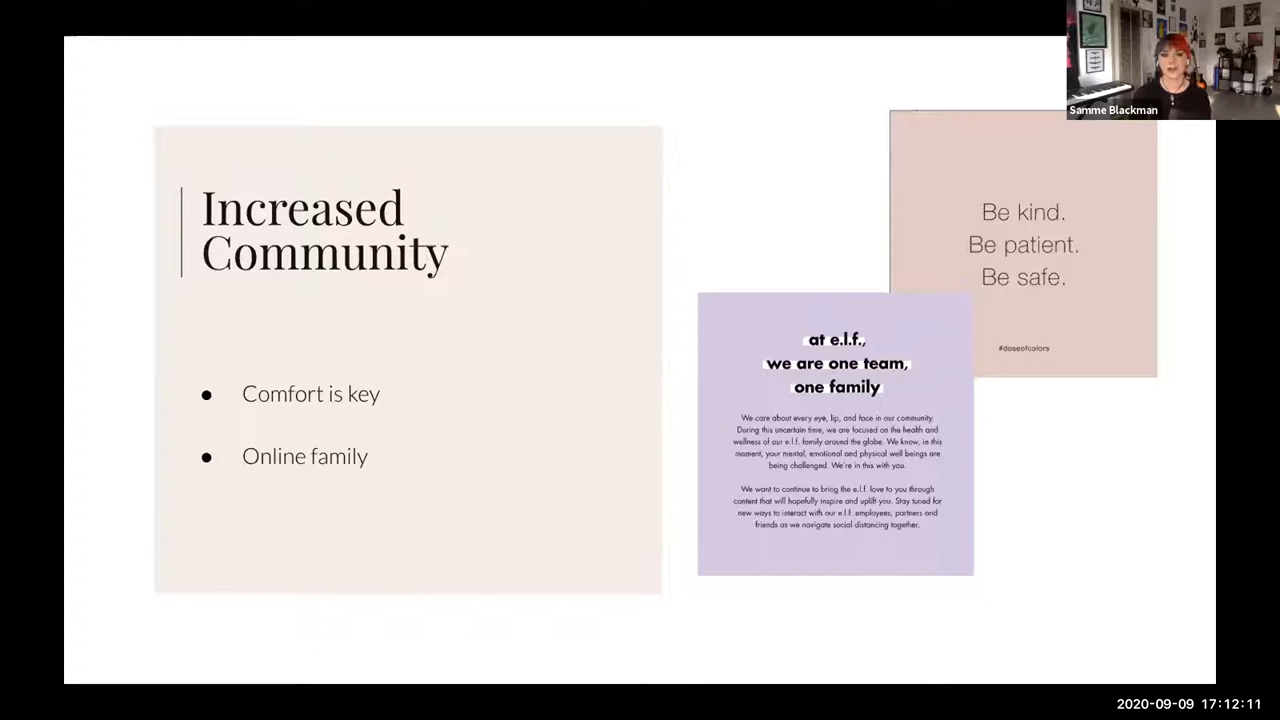 Samme Blackman
Increased
Community
● Comfort is key
● Online family
Be kind.
Be patient.
Be safe.
#doseofcolors
at e.l.f.,
we are one team,
one family
We care about every eye, lip, and face in our community.
During this uncertain time, we are focused on the health and
wellness of our e.l.f. family around the globe. We know, in this
moment, your mental, emotional and physical well beings are
being challenged. We're in this with you.
We want to continue to bring the e.l.f. love to you through
content that will hopefully inspire and uplift you. Stay tuned for
new ways to interact with our e.l.f. employees, partners and
friends as we navigate social distancing together.
2020-09-09 17:12:11